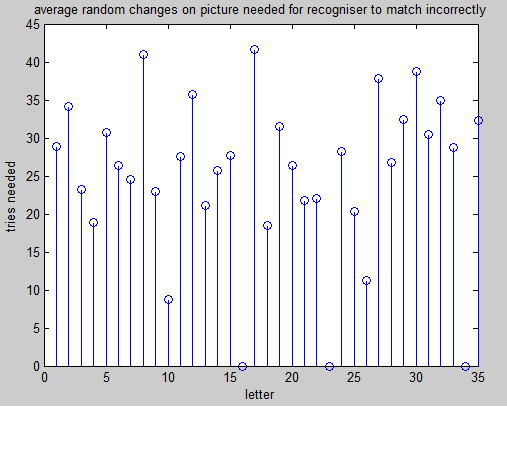 average random changes on picture needed for recogniser to match incorrectly
45
40
35
30
25
20
15
10
5
0
tries needed
0 5 10 15 20 25 30 35
letter